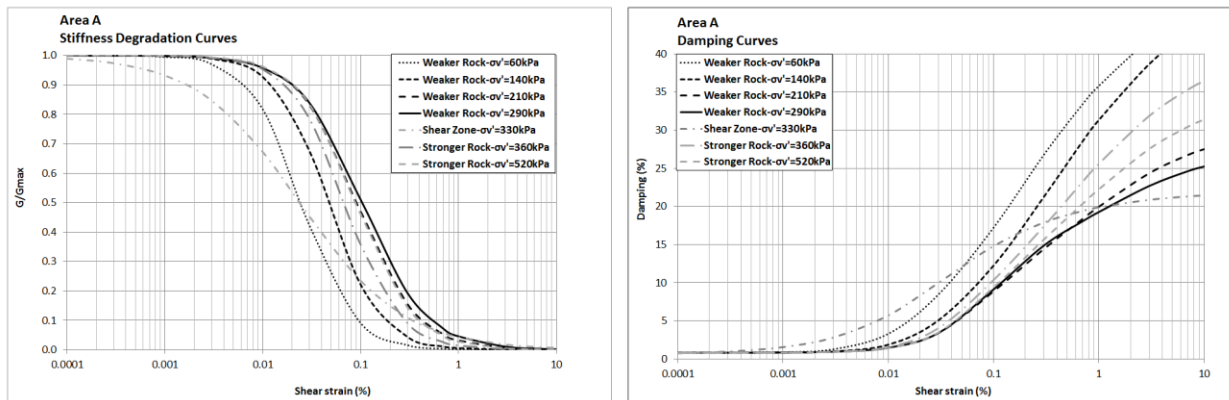 Area A
Stiffness Degradation Curves
1.0
0.9
0.8
0.7
0.6
0.5
0.4
0.3
0.2
0.1
0.0
G/Gmax
Weaker Rock-σv'=60kPa
Weaker Rock-σv'=140kPa
Weaker Rock-σv'=210kPa
Weaker Rock-σv'=290kPa
Shear Zone-σv'=330kPa
Stronger Rock-σv'=360kPa
Stronger Rock-σv'=520kPa
0.0001 0.001 0.01 0.1 1 10
Shear strain (%)
Area A
Damping Curves
40
35
30
25
20
15
10
5
0
Damping (%)
Weaker Rock-σv'=60kPa
Weaker Rock-σv'=140kPa
Weaker Rock-σv'=210kPa
Weaker Rock-σv'=290kPa
Shear Zone-σv'=330kPa
Stronger Rock-σv'=360kPa
Stronger Rock-σv'=520kPa
0.0001 0.001 0.01 0.1 1 10
Shear strain (%)